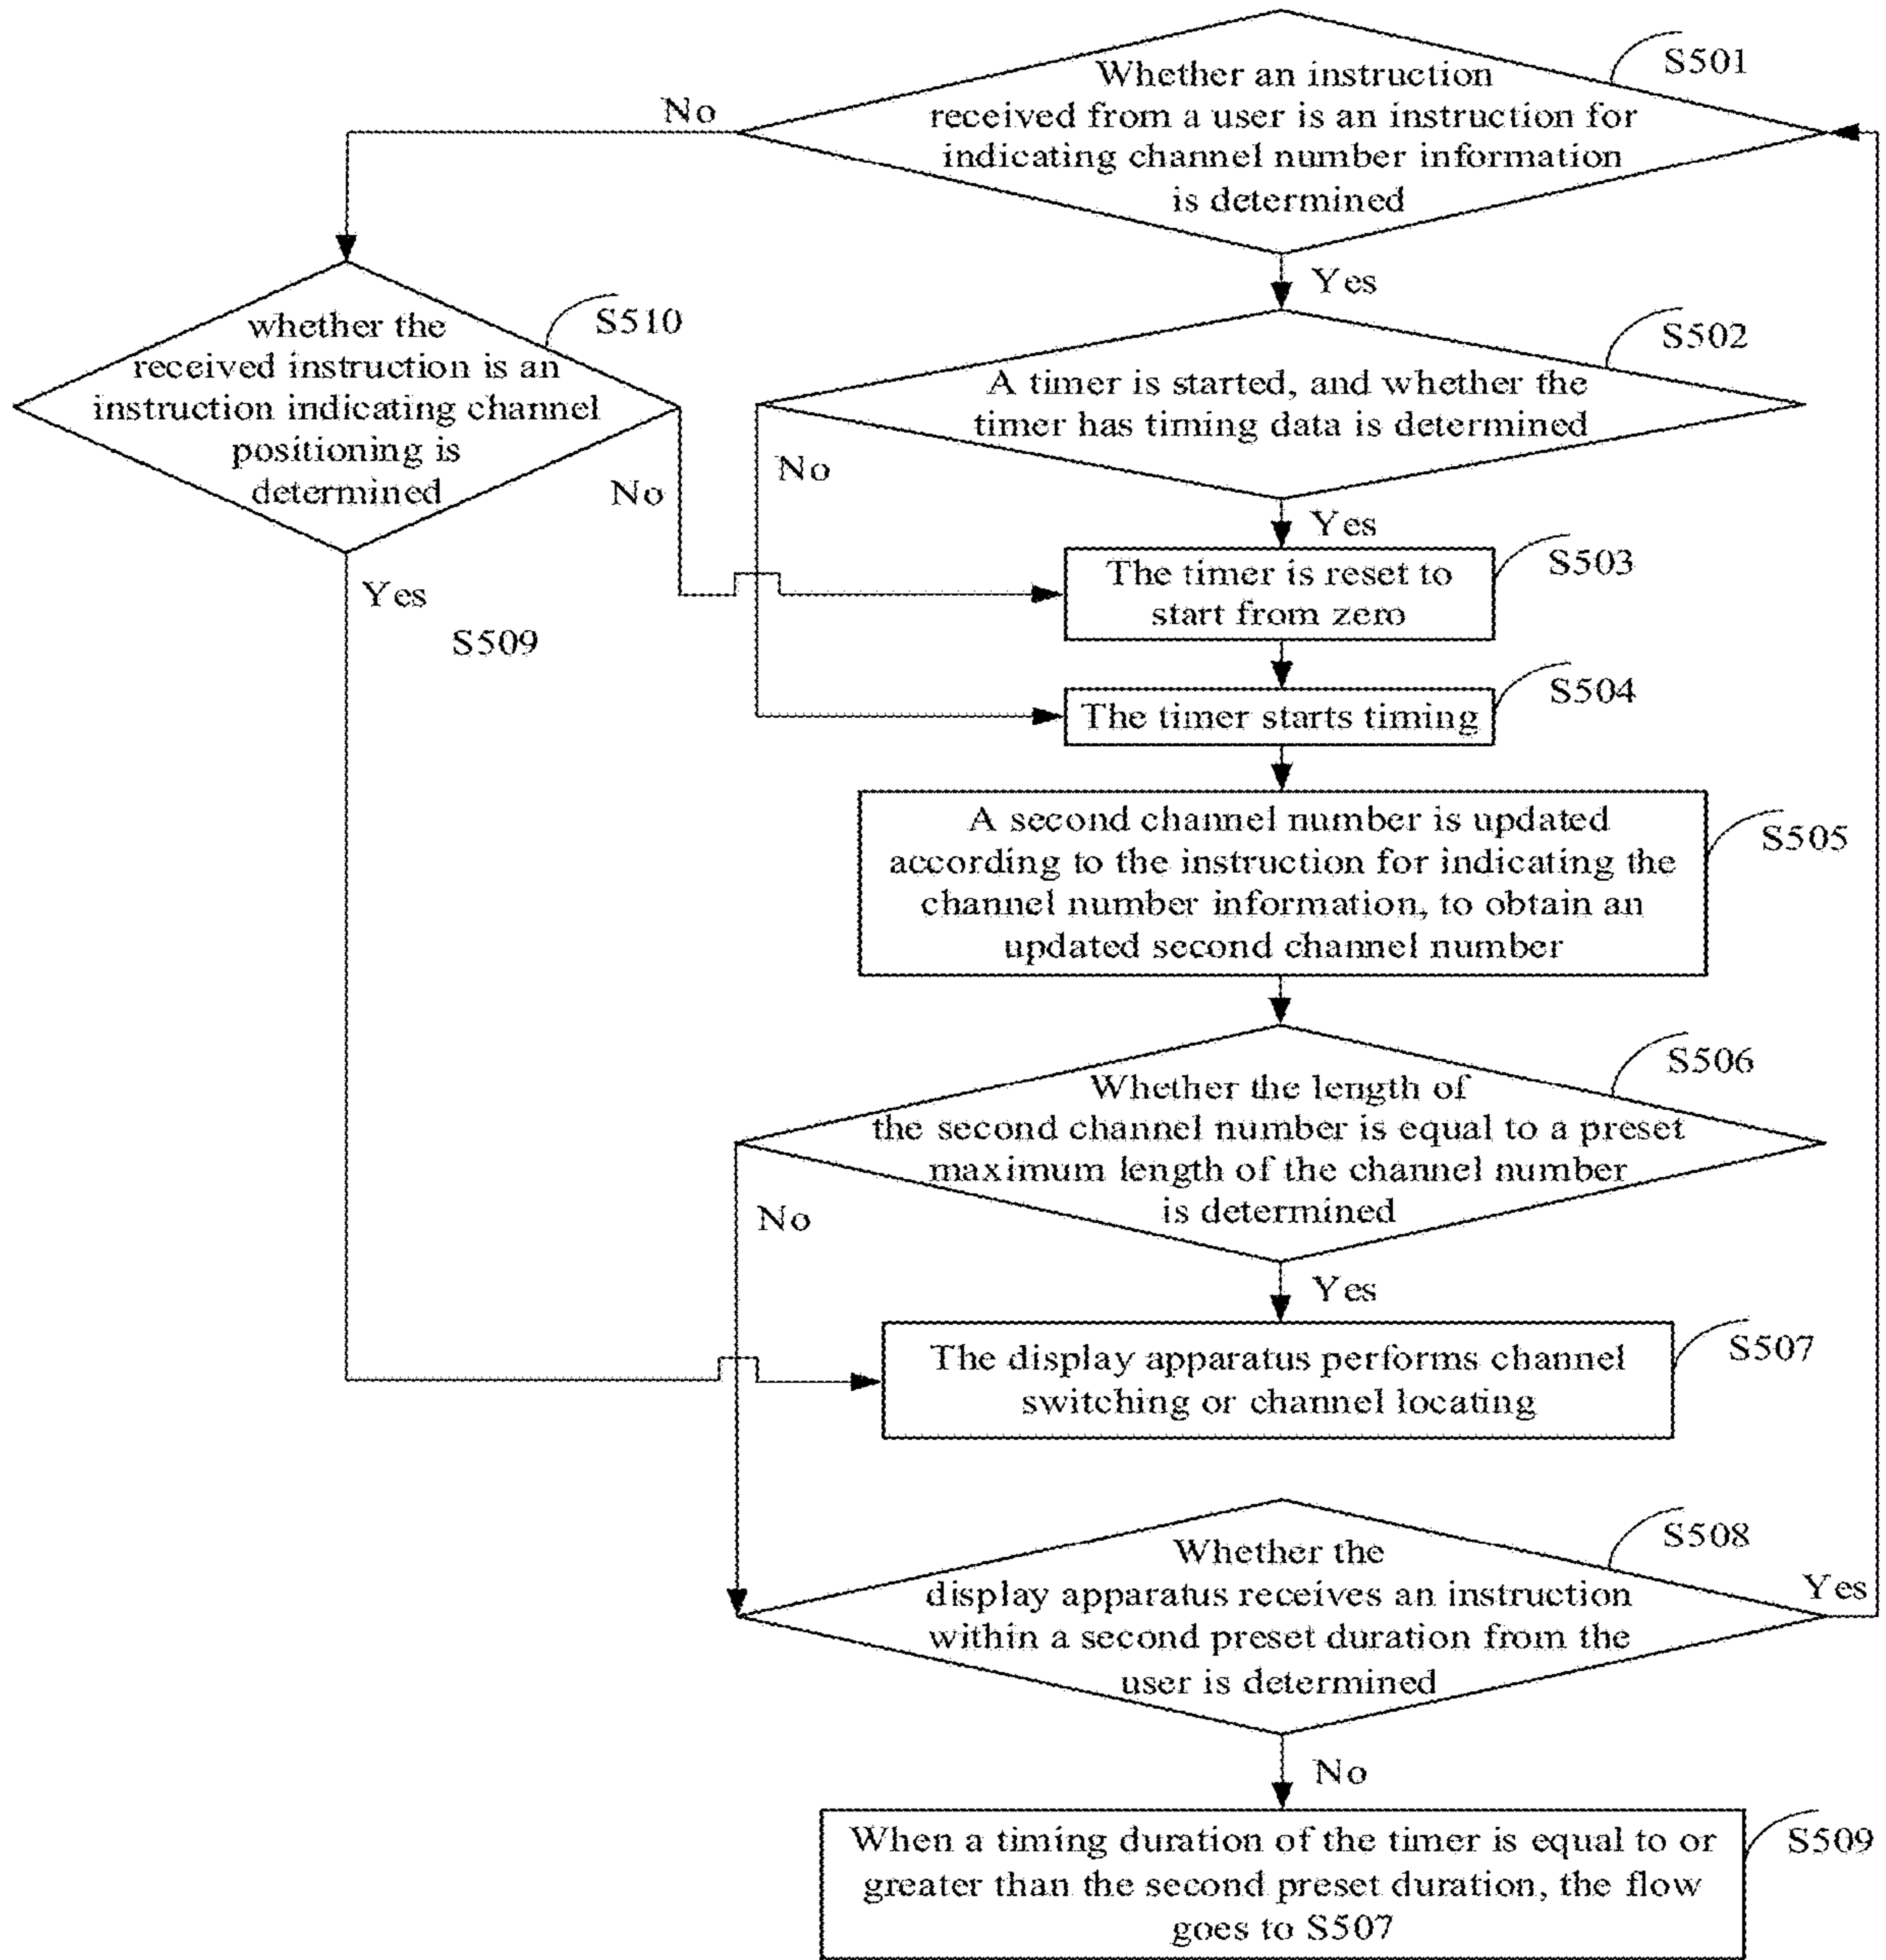 Whether an instruction
received from a user is an instruction for
indicating channel number information
is determined
S501
No
Yes
whether the
received instruction is an
instruction indicating channel
positioning is
determined
S510
No
Yes
S509
A timer is started, and whether the
timer has timing data is determined
S502
No
Yes
The timer is reset to
start from zero
S503
The timer starts timing
S504
A second channel number is updated
according to the instruction for indicating the
channel number information, to obtain an
updated second channel number
S505
Whether the length of
the second channel number is equal to a preset
maximum length of the channel number
is determined
S506
No
Yes
The display apparatus performs channel
switching or channel locating
S507
Whether the
display apparatus receives an instruction
within a second preset duration from the
user is determined
S508
Yes
No
When a timing duration of the timer is equal to or
greater than the second preset duration, the flow
goes to S507
S509